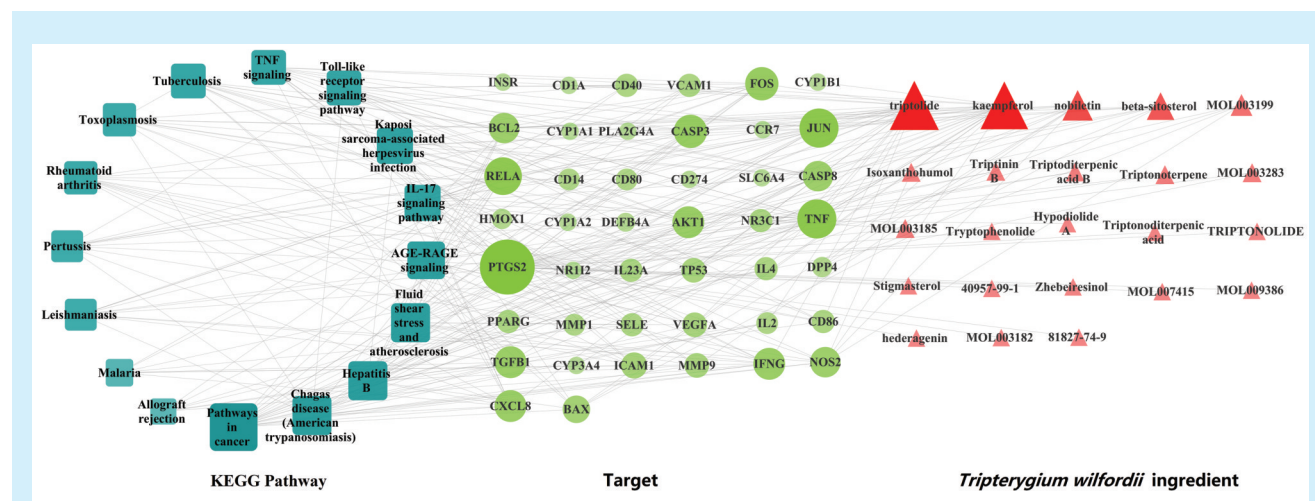 TNF
signaling
Toll-like
receptor
signaling
pathway
Tuberculosis
Toxoplasmosis
Kaposi
sarcoma-associated
herpesvirus
infection
Rheumatoid
arthritis
IL-17
signaling
pathway
Pertussis
AGE-RAGE
signaling
Leishmaniasis
Fluid
shear
stress
and
atherosclerosis
Malaria
Hepatitis
B
Allograft
rejection
Pathways
in
cancer
Chagas
disease
(American
trypanosomiasis)
KEGG Pathway
INSR CD1A CD40 VCAM1 FOS CYP1B1
BCL2 CYP1A1 PLA2G4A CASP3 CCR7 JUN
RELA CD14 CD80 CD274 SLC6A4 CASP8
HMOX1 CYP1A2 DEFB4A AKT1 NR3C1 TNF
PTGS2 NR1I2 IL23A TP53 IL4 DPP4
PPARG MMP1 SELE VEGFA IL2 CD86
TGFB1 CYP3A4 ICAM1 MMP9 IFNG NOS2
CXCL8 BAX
Target
triptolide kaempferol nobiletin beta-sitosterol MOL003199
Isoxanthohumol
Triptinin
B
Triptoditerpenic
acid B
Triptonoterpene
MOL003283
MOL003185
Tryptophenolide
Hypodiolide
A
Triptonoditerpenic
acid
TRIPTONOLIDE
Stigmasterol 40957-99-1 Zhebeiresinol MOL007415 MOL009386
hederagenin MOL003182 81827-74-9
Tripterygium wilfordii ingredient